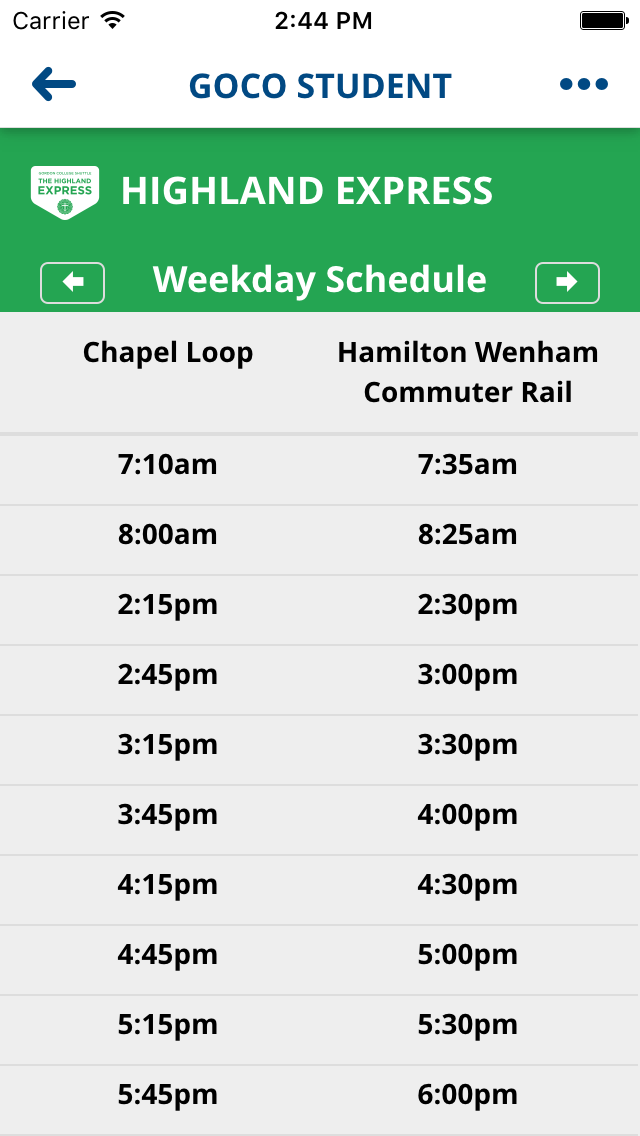 Carrier 2:44 PM
GOCO STUDENT
GORDON COLLEGE SHUTTLE
THE HIGHLAND
EXPRESS
HIGHLAND EXPRESS
Weekday Schedule
Chapel Loop Hamilton Wenham
Commuter Rail
7:10am 7:35am
8:00am 8:25am
2:15pm 2:30pm
2:45pm 3:00pm
3:15pm 3:30pm
3:45pm 4:00pm
4:15pm 4:30pm
4:45pm 5:00pm
5:15pm 5:30pm
5:45pm 6:00pm